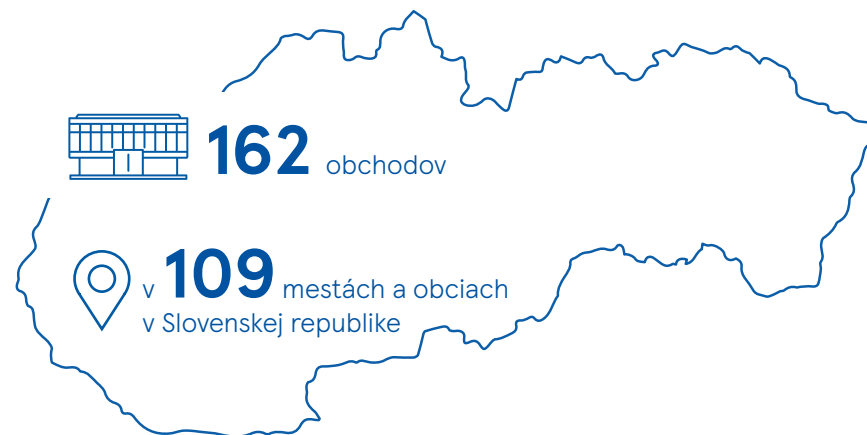 162 obchodov
v 109 mestách a obciach
v Slovenskej republike